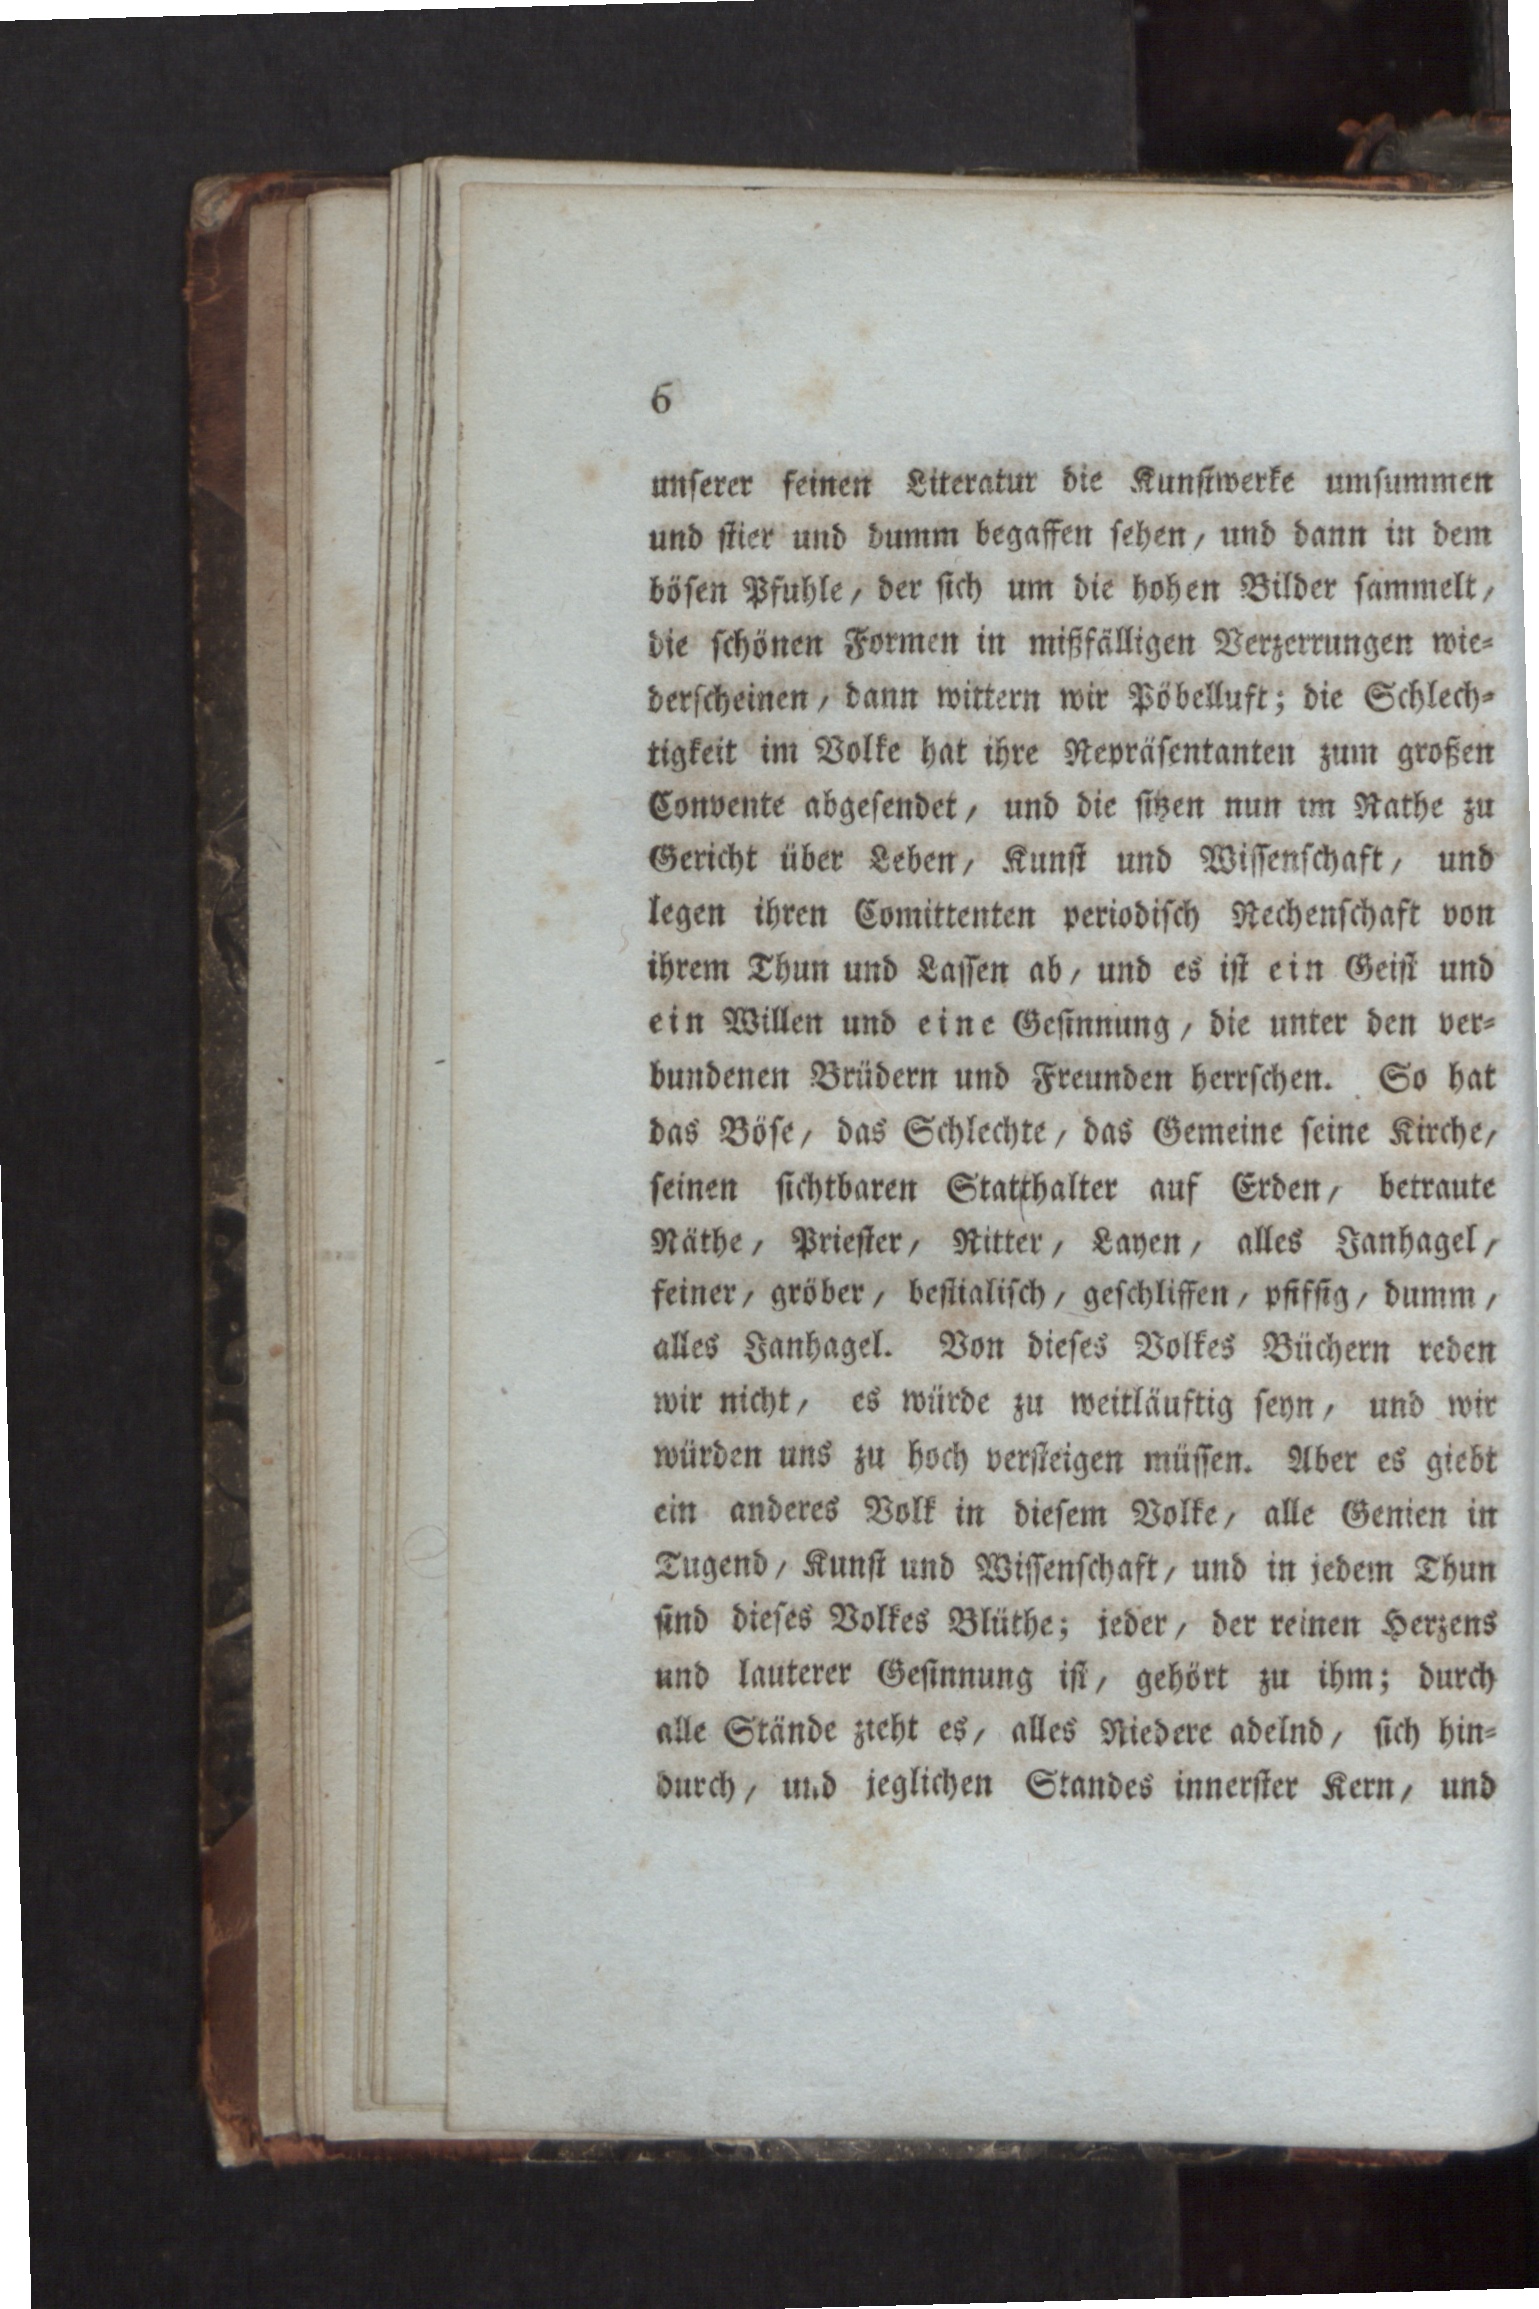 6
unserer feinen Literatur die Kunstwerke umsummen
und stier und dumm begaffen sehen, und dann in dem
bösen Pfuhle, der sich um die hohen Bilder sammelt,
die schönen Formen in mißfälligen Verzerrungen wie-
derscheinen, dann wittern wir Pöbelluft; die Schlech-
tigkeit im Volke hat ihre Repräsentanten zum großen
Convente abgesendet, und die sitzen nun im Rathe zu
Gericht über Leben, Kunst und Wissenschaft, und
legen ihren Comittenten periodisch Rechenschaft von
ihrem Thun und Lassen ab, und es ist ein Geist und
ein Willen und eine Gesinnung, die unter den ver-
bundenen Brüdern und Freunden herrschen. So hat
das Böse, das Schlechte, das Gemeine seine Kirche,
seinen sichtbaren Statthalter auf Erden, betraute
Räthe, Priester, Ritter, Layen, alles Janhagel,
feiner, gröber, bestialisch, geschliffen, pfiffig, dumm,
alles Janhagel. Von dieses Volkes Büchern reden
wir nicht, es würde zu weitläuftig seyn, und wir
würden uns zu hoch versteigen müssen. Aber es giebt
ein anderes Volk in diesem Volke, alle Genien in
Tugend, Kunst und Wissenschaft, und in jedem Thun
sind dieses Volkes Blüthe; jeder, der reinen Herzens
und lauterer Gesinnung ist, gehört zu ihm; durch
alle Stände zieht es, alles Niedere adelnd, sich hin-
durch, und jeglichen Standes innerster Kern, und